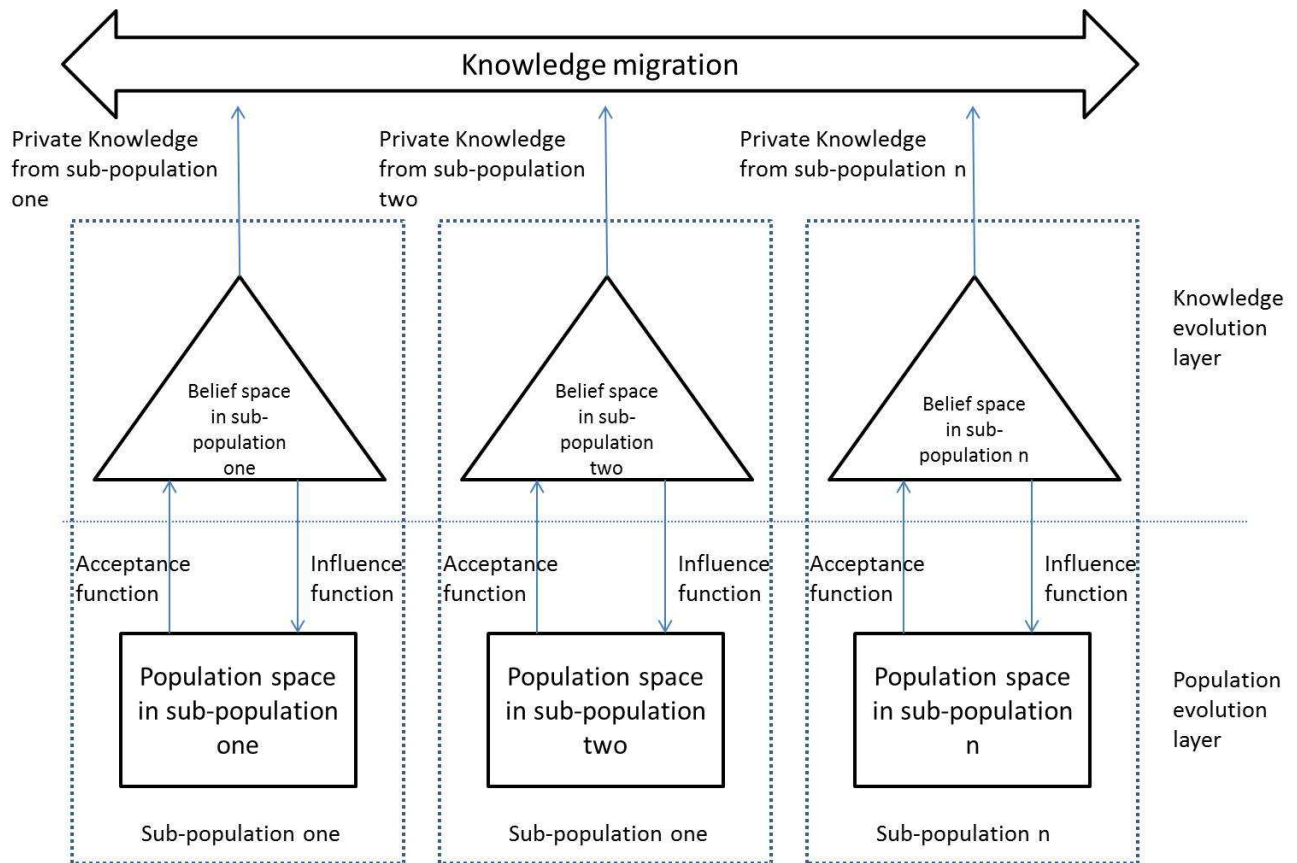 Knowledge migration
Private Knowledge
from sub-population
one
Private Knowledge
from sub-population
two
Private Knowledge
from sub-population n
Belief space
in sub-
population
one
Belief space
in sub-
population
two
Belief space
in sub-
population n
Knowledge
evolution
layer
Acceptance
function
Influence
function
Acceptance
function
Influence
function
Acceptance
function
Influence
function
Population space
in sub-population
one
Population space
in sub-population
two
Population space
in sub-population
n
Population
evolution
layer
Sub-population one
Sub-population one
Sub-population n